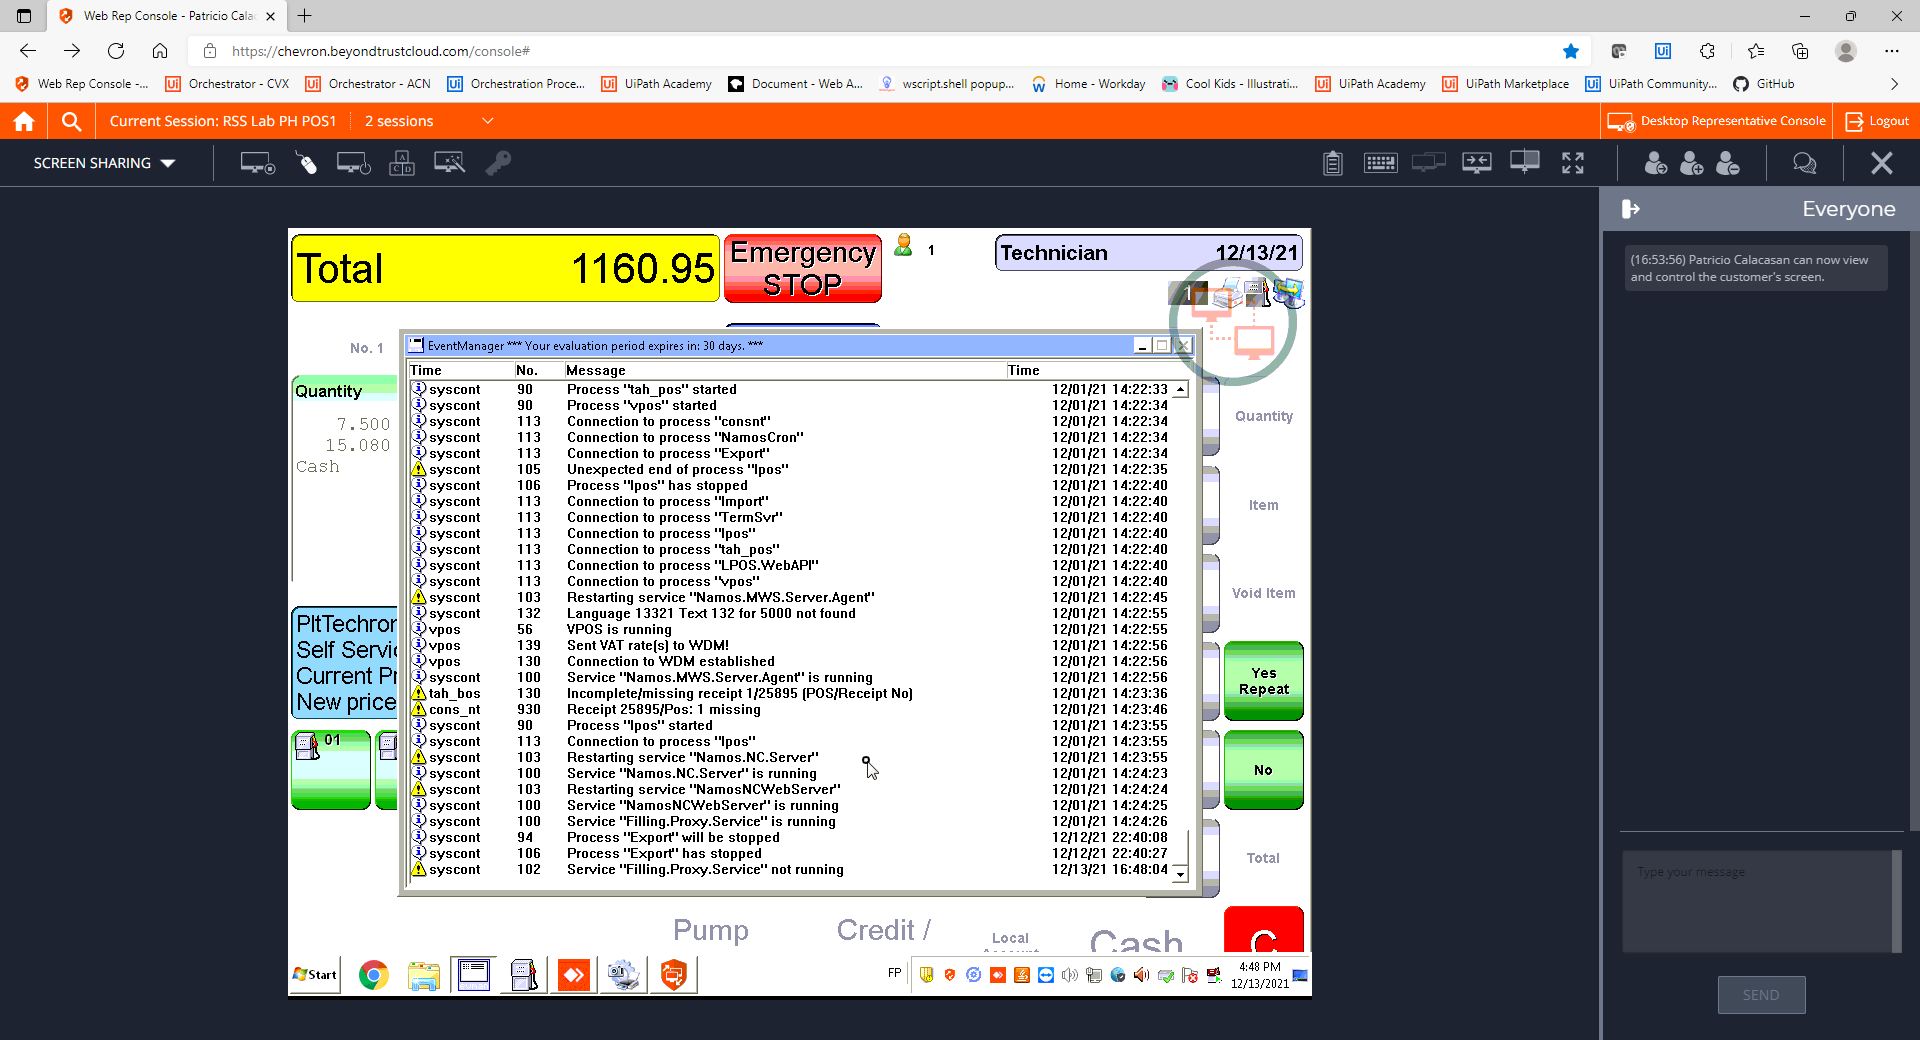 Web Rep Console - Patricio Cala
https://chevron.beyondtrustcloud.com/console#
Web Rep Console -...
Orchestrator - CVX
Orchestrator - ACN
Orchestration Proce...
UiPath Academy
Document - Web A...
wscript.shell popup...
Home - Workday
Cool Kids - Illustrati...
UiPath Academy
UiPath Marketplace
UiPath Community...
GitHub
Current Session: RSS Lab PH POS1
2 sessions
Desktop Representative Console
Logout
SCREEN SHARING
Everyone
(16:53:56) Patricio Calacasan can now view
and control the customer's screen.
Total 1160.95
Emergency
STOP
1
Technician 12/13/21
1
No. 1
Quantity
7.500
15.080
Cash
EventManager *** Your evaluation period expires in: 30 days. ***
Time No. Message Time
syscont 90 Process "tah_pos" started 12/01/21 14:22:33
syscont 90 Process "vpos" started 12/01/21 14:22:34
syscont 113 Connection to process "consnt" 12/01/21 14:22:34
syscont 113 Connection to process "NamosCron" 12/01/21 14:22:34
syscont 113 Connection to process "Export" 12/01/21 14:22:34
syscont 105 Unexpected end of process "lpos" 12/01/21 14:22:35
syscont 106 Process "lpos" has stopped 12/01/21 14:22:40
syscont 113 Connection to process "Import" 12/01/21 14:22:40
syscont 113 Connection to process "TermSvr" 12/01/21 14:22:40
syscont 113 Connection to process "lpos" 12/01/21 14:22:40
syscont 113 Connection to process "tah_pos" 12/01/21 14:22:40
syscont 113 Connection to process "LPOS.WebAPI" 12/01/21 14:22:40
syscont 113 Connection to process "vpos" 12/01/21 14:22:40
syscont 103 Restarting service "Namos.MWS.Server.Agent" 12/01/21 14:22:45
syscont 132 Language 13321 Text 132 for 5000 not found 12/01/21 14:22:55
vpos 56 VPOS is running 12/01/21 14:22:55
vpos 139 Sent VAT rate(s) to WDM! 12/01/21 14:22:56
vpos 130 Connection to WDM established 12/01/21 14:22:56
syscont 100 Service "Namos.MWS.Server.Agent" is running 12/01/21 14:22:56
tah_bos 130 Incomplete/missing receipt 1/25895 (POS/Receipt No) 12/01/21 14:23:36
cons_nt 930 Receipt 25895/Pos: 1 missing 12/01/21 14:23:46
syscont 90 Process "lpos" started 12/01/21 14:23:55
syscont 113 Connection to process "lpos" 12/01/21 14:23:55
syscont 103 Restarting service "Namos.NC.Server" 12/01/21 14:23:55
syscont 100 Service "Namos.NC.Server" is running 12/01/21 14:24:23
syscont 103 Restarting service "NamosNCWebServer" 12/01/21 14:24:24
syscont 100 Service "NamosNCWebServer" is running 12/01/21 14:24:25
syscont 100 Service "Filling.Proxy.Service" is running 12/01/21 14:24:26
syscont 94 Process "Export" will be stopped 12/12/21 22:40:08
syscont 106 Process "Export" has stopped 12/12/21 22:40:27
syscont 102 Service "Filling.Proxy.Service" not running 12/13/21 16:48:04
Quantity
Item
Void Item
Yes
Repeat
No
Total
PltTechron
Self Servi
Current Pr
New price
01
Pump
Credit /
Local
Cash
C
Start
FP
4:48 PM
12/13/2021
Type your message
SEND